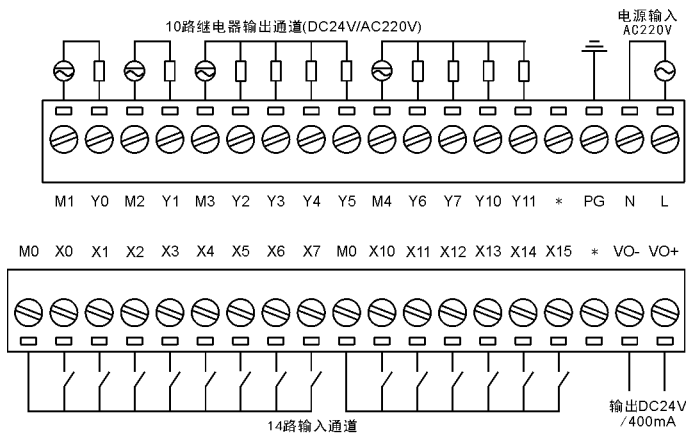 10路继电器输出通道(DC24V/AC220V)
电源输入
AC220V
M1 Y0 M2 Y1 M3 Y2 Y3 Y4 Y5 M4 Y6 Y7 Y10 Y11 * PG N L
M0 X0 X1 X2 X3 X4 X5 X6 X7 M0 X10 X11 X12 X13 X14 X15 * VO- VO+
14路输入通道
输出DC24V
/400mA